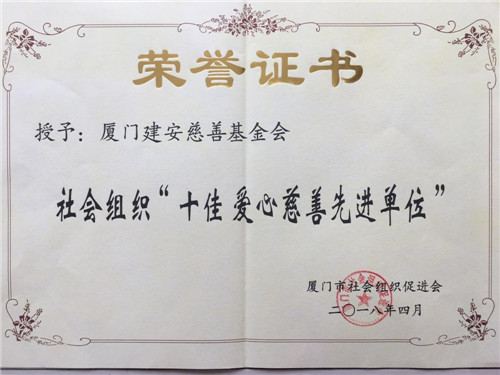 荣誉证书
授予：厦门建安慈善基金会
社会组织“十佳 爱心慈善先进单位”
厦门市社会组织促进会
二〇一八年四月